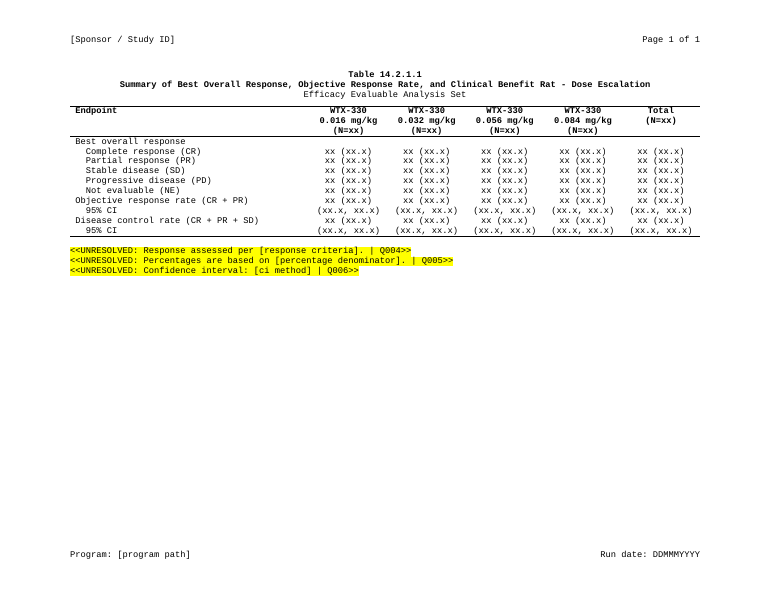 [Sponsor / Study ID] Page 1 of 1
Table 14.2.1.1
Summary of Best Overall Response, Objective Response Rate, and Clinical Benefit Rat - Dose Escalation
Efficacy Evaluable Analysis Set
Endpoint WTX-330 WTX-330 WTX-330 WTX-330 Total
0.016 mg/kg 0.032 mg/kg 0.056 mg/kg 0.084 mg/kg (N=xx)
(N=xx) (N=xx) (N=xx) (N=xx)
Best overall response
Complete response (CR) xx (xx.x) xx (xx.x) xx (xx.x) xx (xx.x) xx (xx.x)
Partial response (PR) xx (xx.x) xx (xx.x) xx (xx.x) xx (xx.x) xx (xx.x)
Stable disease (SD) xx (xx.x) xx (xx.x) xx (xx.x) xx (xx.x) xx (xx.x)
Progressive disease (PD) xx (xx.x) xx (xx.x) xx (xx.x) xx (xx.x) xx (xx.x)
Not evaluable (NE) xx (xx.x) xx (xx.x) xx (xx.x) xx (xx.x) xx (xx.x)
Objective response rate (CR + PR) xx (xx.x) xx (xx.x) xx (xx.x) xx (xx.x) xx (xx.x)
95% CI (xx.x, xx.x) (xx.x, xx.x) (xx.x, xx.x) (xx.x, xx.x) (xx.x, xx.x)
Disease control rate (CR + PR + SD) xx (xx.x) xx (xx.x) xx (xx.x) xx (xx.x) xx (xx.x)
95% CI (xx.x, xx.x) (xx.x, xx.x) (xx.x, xx.x) (xx.x, xx.x) (xx.x, xx.x)
<<UNRESOLVED: Response assessed per [response criteria]. | Q004>>
<<UNRESOLVED: Percentages are based on [percentage denominator]. | Q005>>
<<UNRESOLVED: Confidence interval: [ci method] | Q006>>
Program: [program path] Run date: DDMMMYYYY